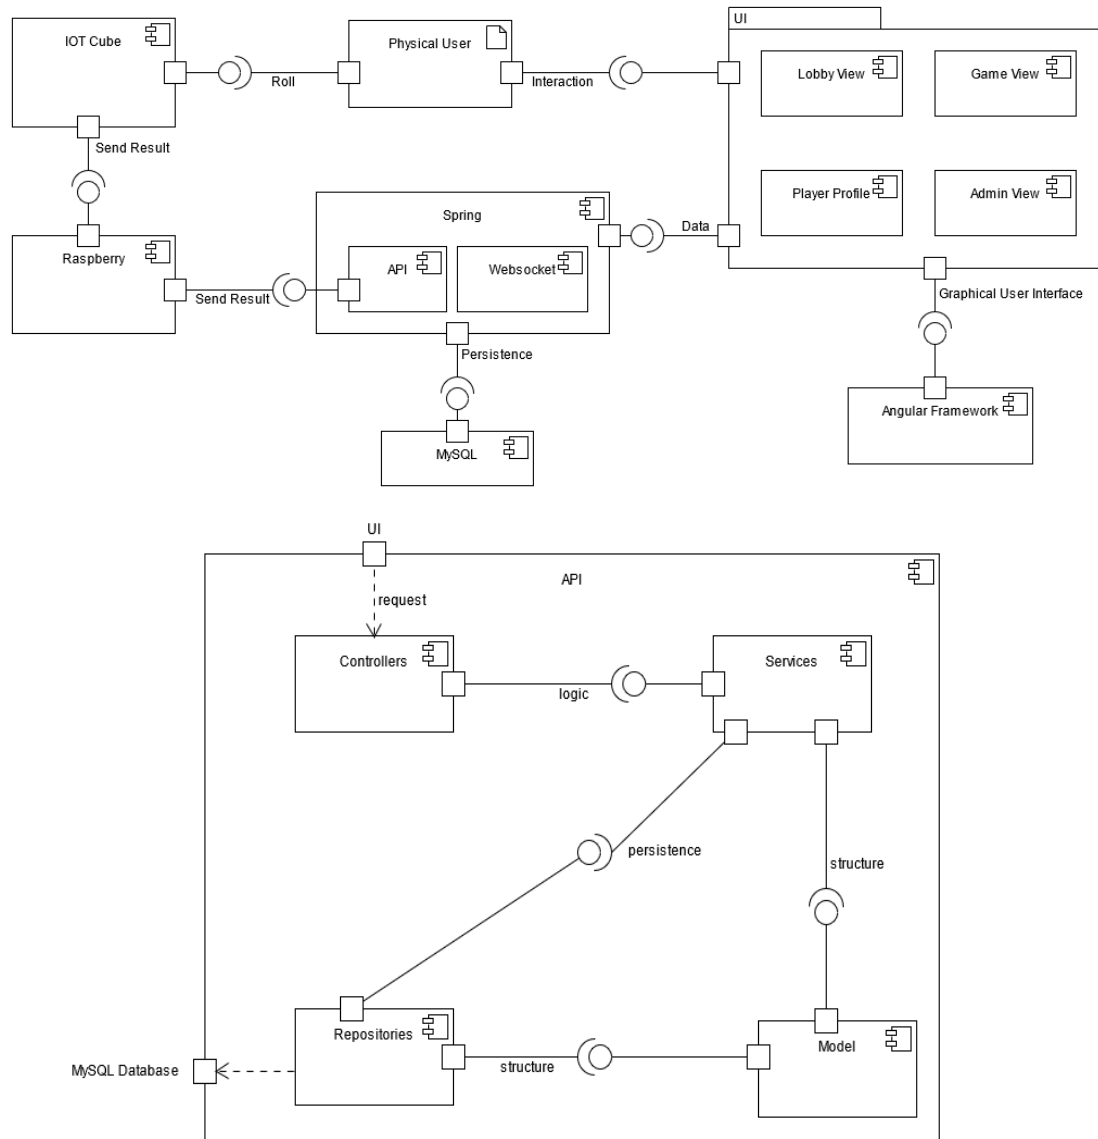 UI
IOT Cube
Physical User
Lobby View
Game View
Roll
Interaction
Send Result
Player Profile
Admin View
Spring
Data
Raspberry
API
Websocket
Send Result
Graphical User Interface
Persistence
Angular Framework
MySQL
UI
API
request
Controllers
Services
logic
persistence
structure
Repositories
Model
structure
MySQL Database